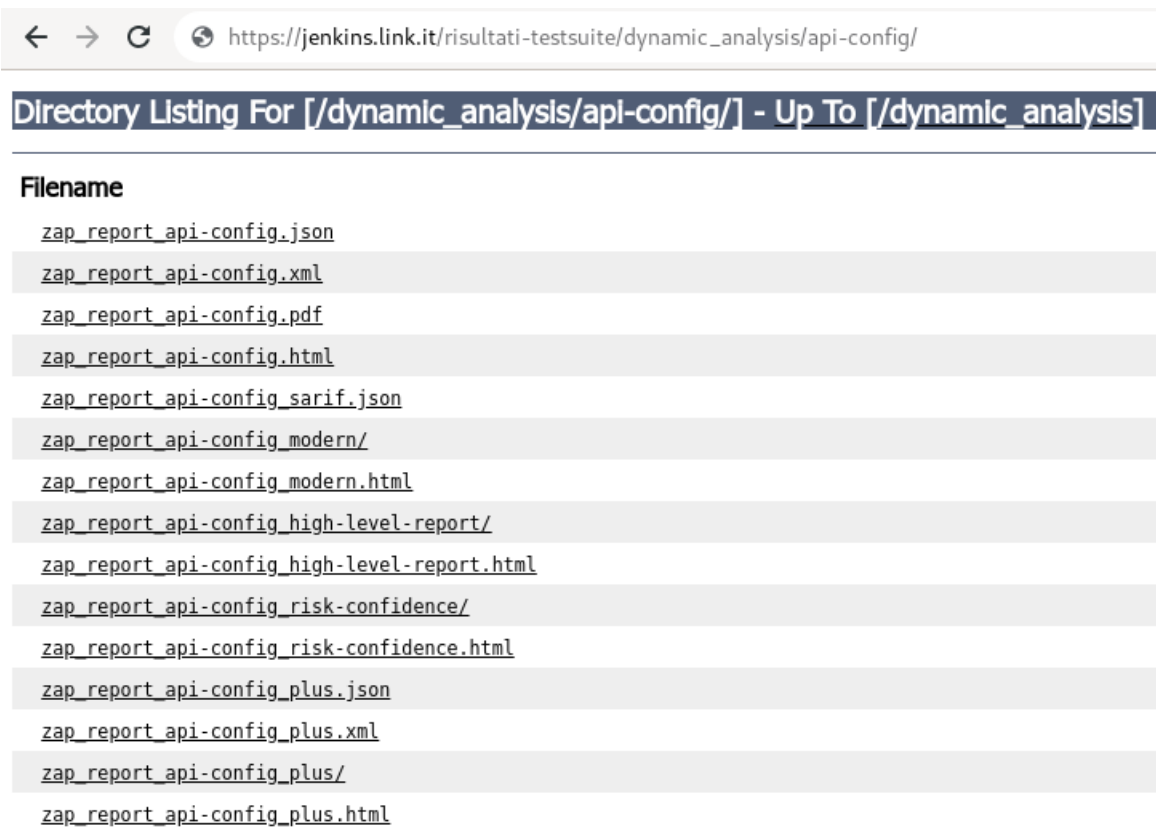 https://jenkins.link.it/risultati-testsuite/dynamic_analysis/api-config/
Directory Listing For [/dynamic_analysis/api-config/] - Up To [/dynamic_analysis]
Filename
zap_report_api-config.json
zap_report_api-config.xml
zap_report_api-config.pdf
zap_report_api-config.html
zap_report_api-config_sarif.json
zap_report_api-config_modern/
zap_report_api-config_modern.html
zap_report_api-config_high-level-report/
zap_report_api-config_high-level-report.html
zap_report_api-config_risk-confidence/
zap_report_api-config_risk-confidence.html
zap_report_api-config_plus.json
zap_report_api-config_plus.xml
zap_report_api-config_plus/
zap_report_api-config_plus.html